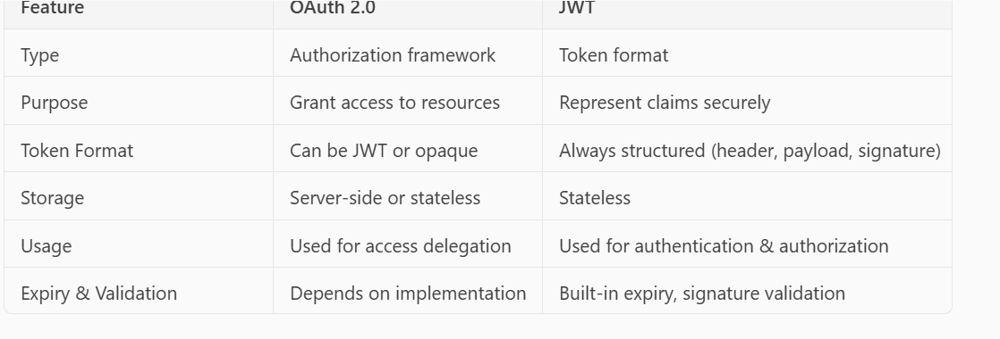 Feature OAuth 2.0 JWT
Type Authorization framework Token format
Purpose Grant access to resources Represent claims securely
Token Format Can be JWT or opaque Always structured (header, payload, signature)
Storage Server-side or stateless Stateless
Usage Used for access delegation Used for authentication & authorization
Expiry & Validation Depends on implementation Built-in expiry, signature validation